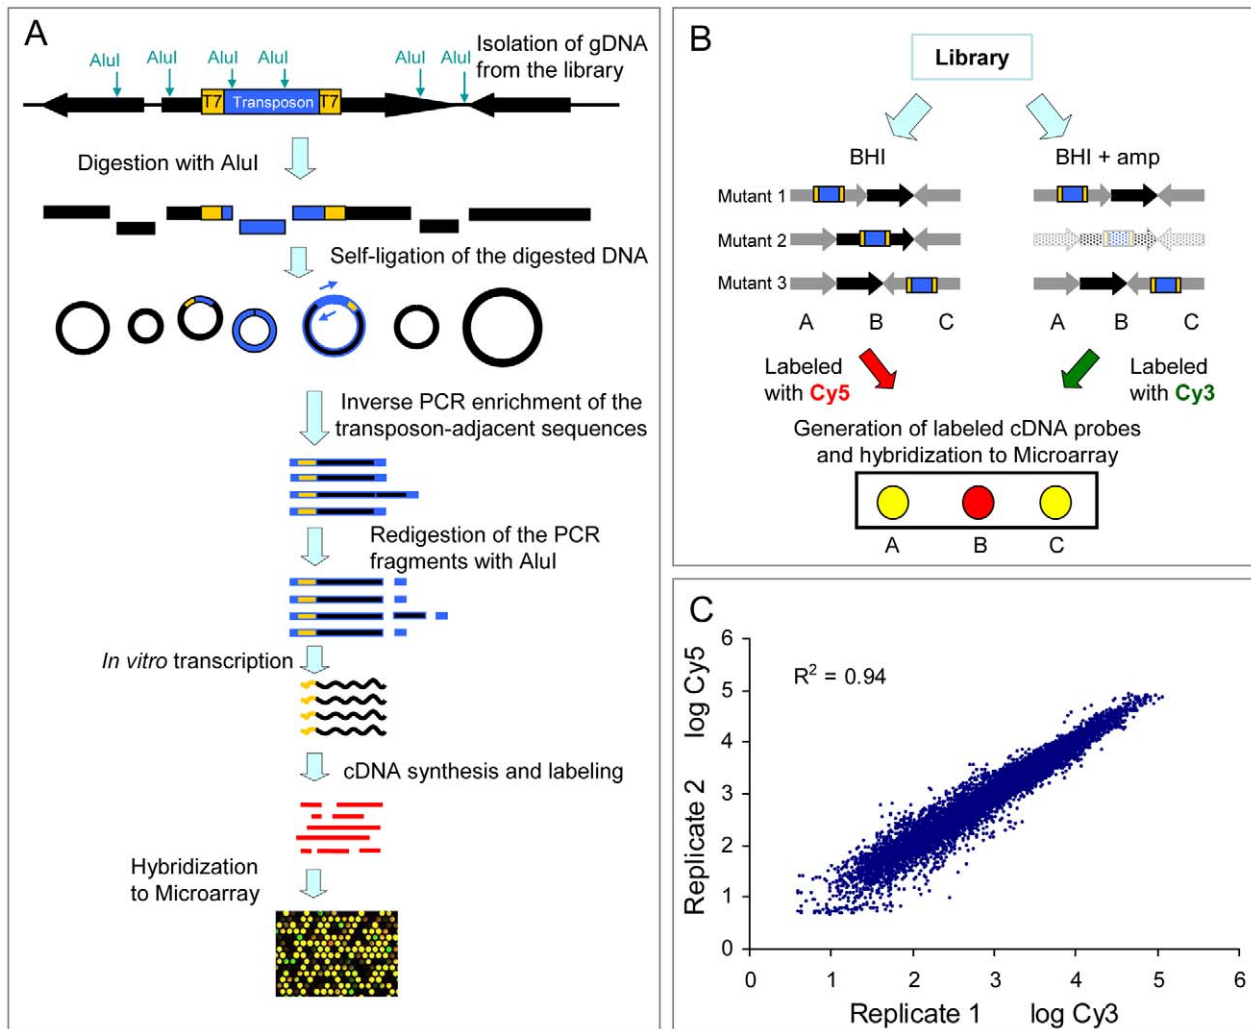 A
AluI
AluI
AluI
AluI
AluI
AluI
Isolation of gDNA
from the library
T7
Transposon
T7
Digestion with AluI
Self-ligation of the digested DNA
Inverse PCR enrichment of the
transposon-adjacent sequences
Redigestion of the PCR
fragments with AluI
In vitro transcription
cDNA synthesis and labeling
Hybridization
to Microarray
B
Library
BHI
BHI + amp
Mutant 1
Mutant 2
Mutant 3
A B C
A B C
Labeled
with Cy5
Labeled
with Cy3
Generation of labeled cDNA probes
and hybridization to Microarray
A B C
C
R² = 0.94
Replicate 2 log Cy5
6
5
4
3
2
1
0
0 1 2 3 4 5 6
Replicate 1 log Cy3